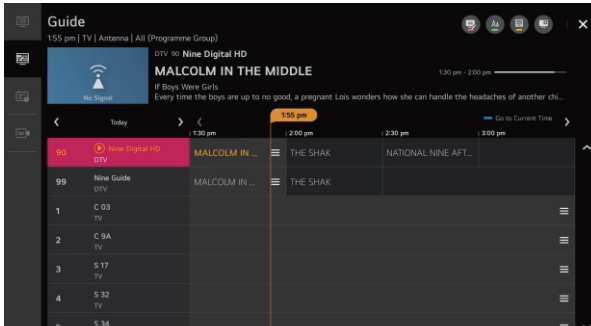 Guide
1:55 pm | TV | Antenna | All (Programme Group)
DTV 90 Nine Digital HD
MALCOLM IN THE MIDDLE
1:30 pm - 2:00 pm
If Boys Were Girls
Every time the boys are up to no good, a pregnant Lois wonders how she can handle the headaches of another chi...
No Signal
1:55 pm
Today
Go to Current Time
1:30 pm
2:00 pm
2:30 pm
3:00 pm
90
Nine Digital HD
DTV
MALCOLM IN ...
THE SHAK
NATIONAL NINE AFT...
99
Nine Guide
DTV
MALCOLM IN ...
THE SHAK
1
C 03
TV
2
C 9A
TV
3
S 17
TV
4
S 32
TV
S 34